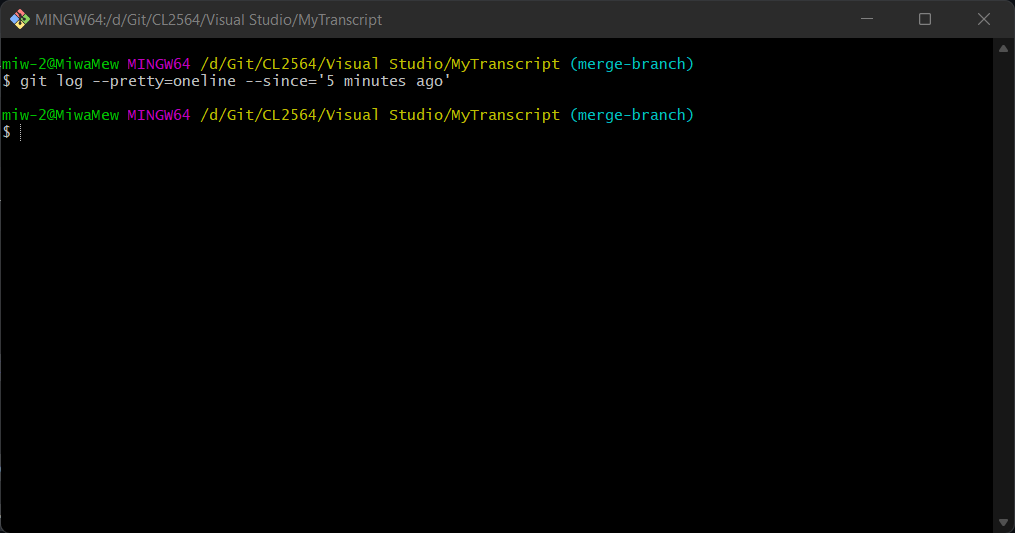 MINGW64:/d/Git/CL2564/Visual Studio/MyTranscript
miw-2@MiwaMew MINGW64 /d/Git/CL2564/Visual Studio/MyTranscript (merge-branch)
$ git log --pretty=oneline --since='5 minutes ago'
miw-2@MiwaMew MINGW64 /d/Git/CL2564/Visual Studio/MyTranscript (merge-branch)
$